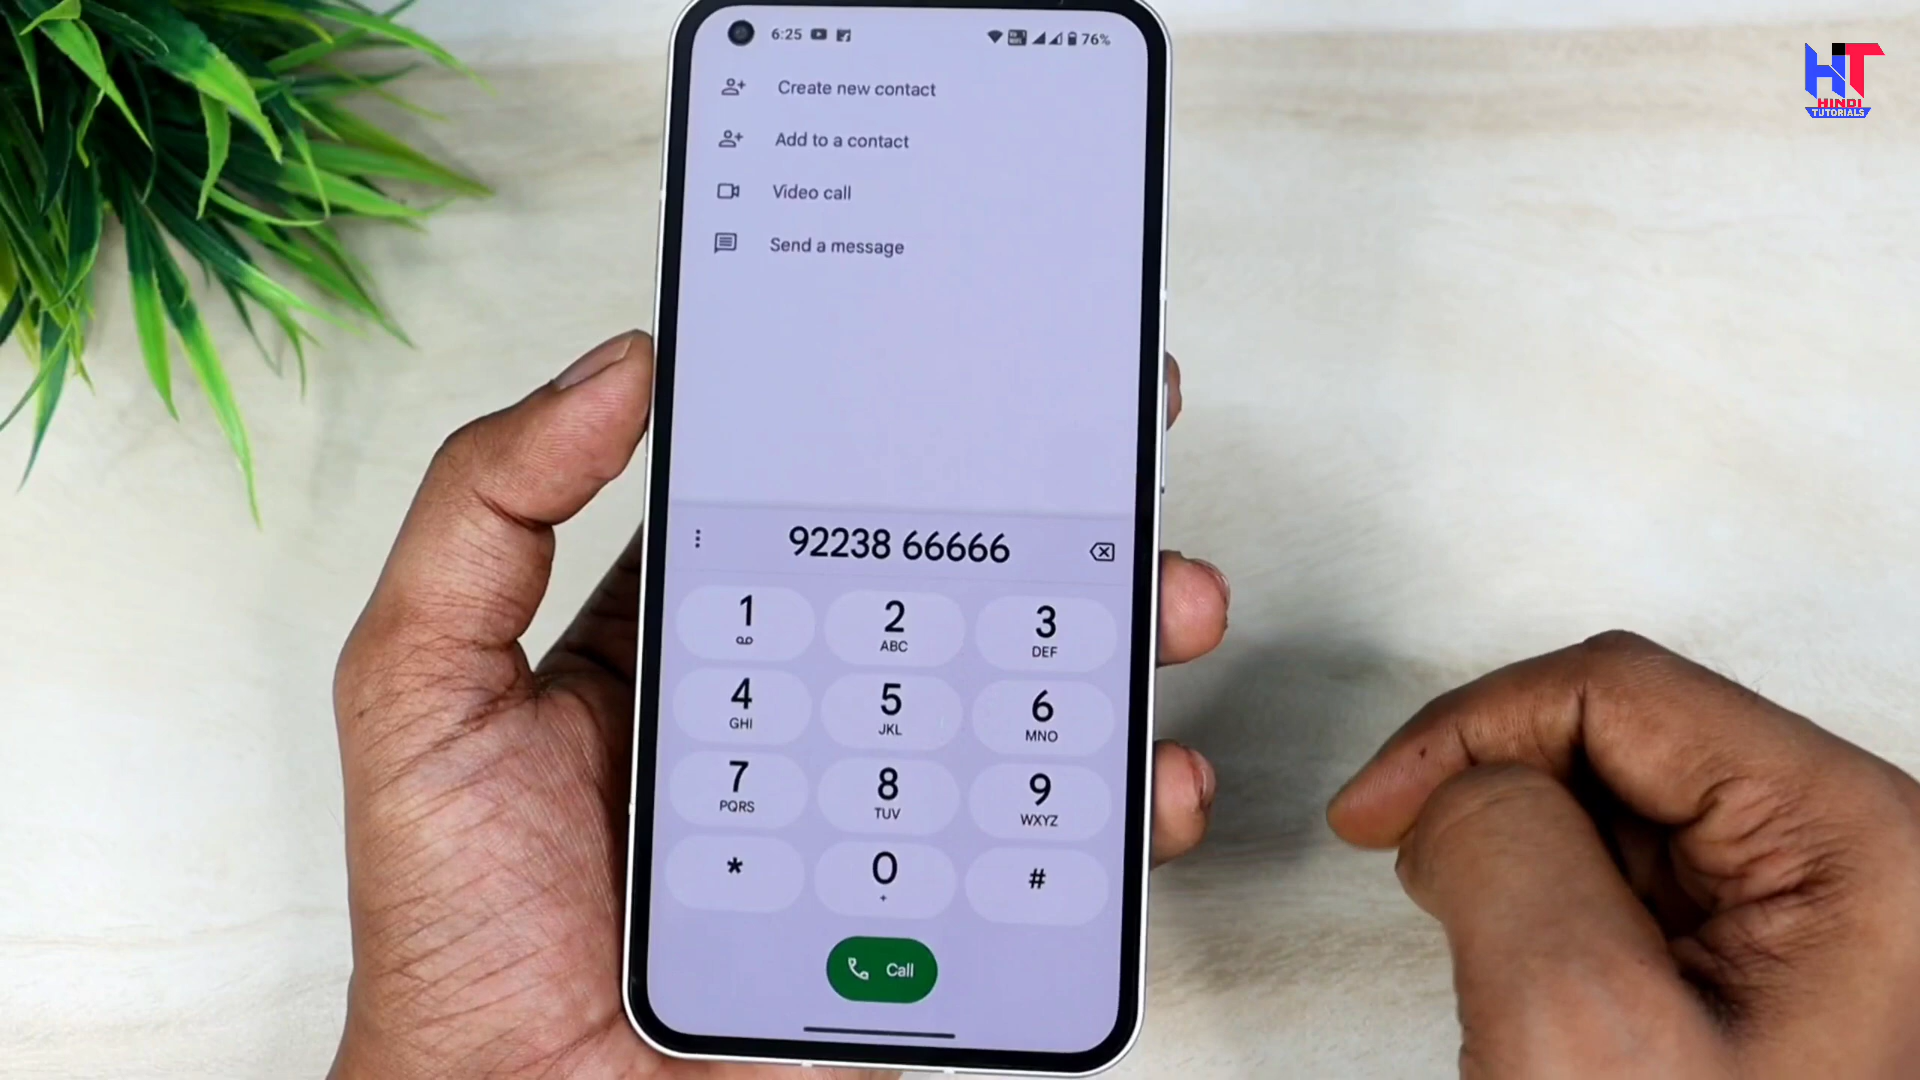 6:25
76%
HT
HINDI
TUTORIALS
Create new contact
Add to a contact
Video call
Send a message
92238 66666
1 2 3
ABC DEF
4 5 6
GHI JKL MNO
7 8 9
PQRS TUV WXYZ
* 0 #
+
Call